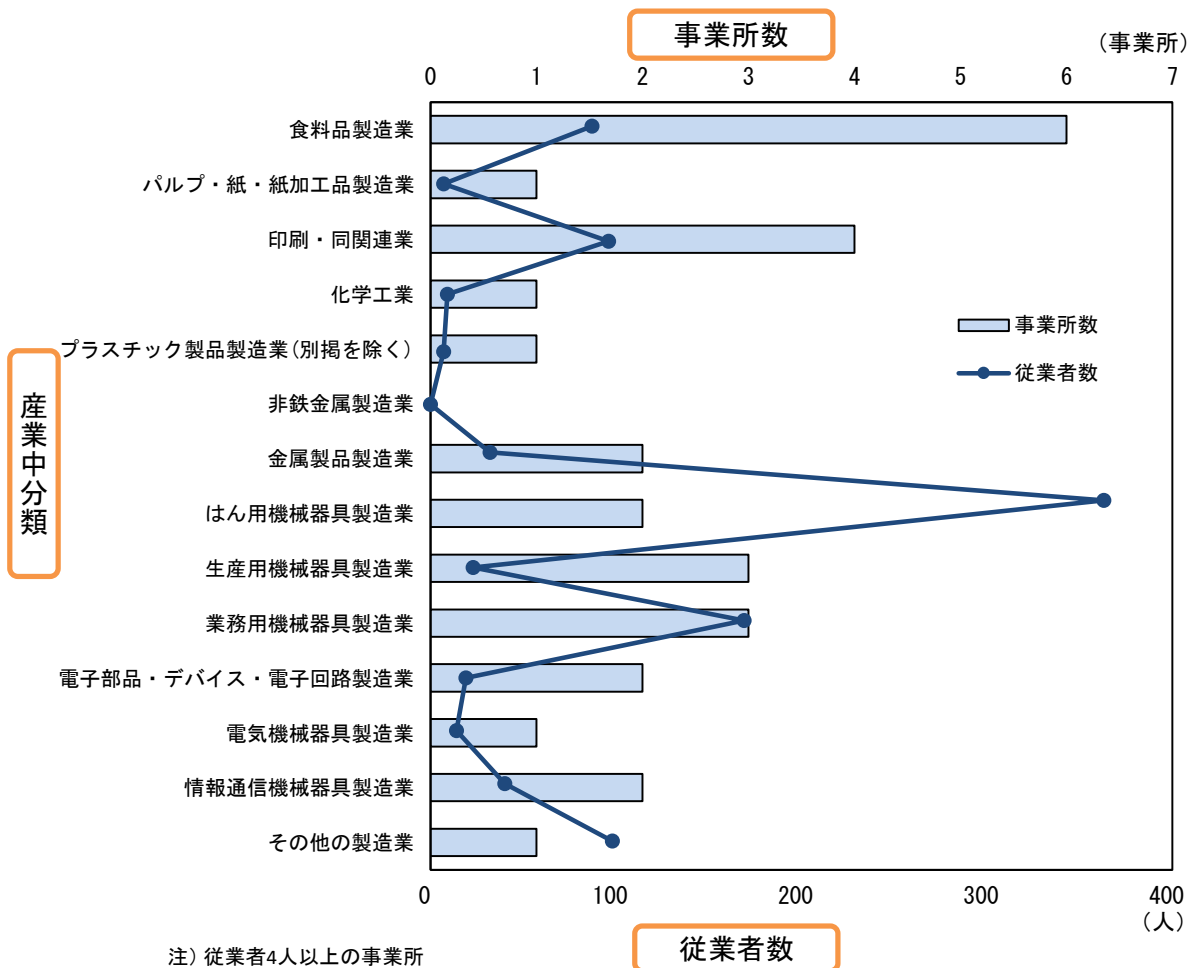 事業所数
（事業所）
0 1 2 3 4 5 6 7
食料品製造業
パルプ・紙・紙加工品製造業
印刷・同関連業
化学工業
プラスチック製品製造業(別掲を除く)
非鉄金属製造業
金属製品製造業
はん用機械器具製造業
生産用機械器具製造業
業務用機械器具製造業
電子部品・デバイス・電子回路製造業
電気機械器具製造業
情報通信機械器具製造業
その他の製造業
産業中分類
事業所数
従業者数
0 100 200 300 400
（人）
従業者数
注）従業者4人以上の事業所